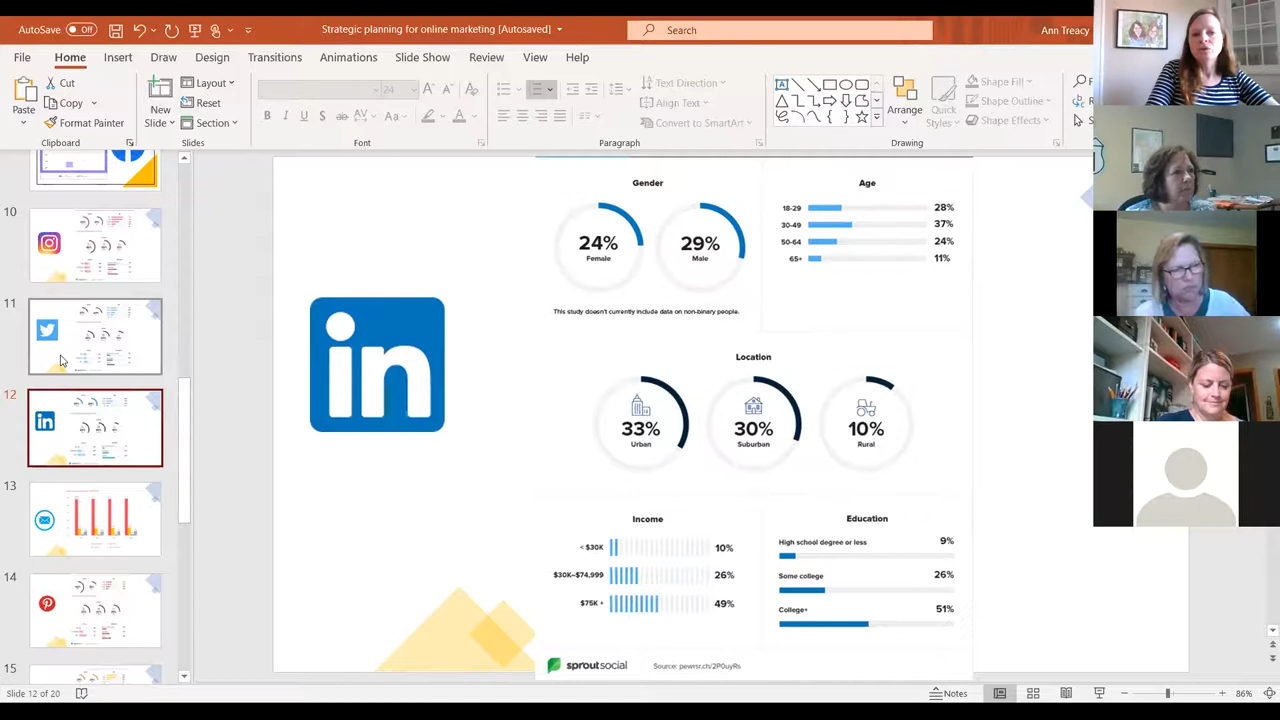 AutoSave Off Strategic planning for online marketing [Autosaved] Search Ann Treacy
File Home Insert Draw Design Transitions Animations Slide Show Review View Help
Paste
Cut
Copy
Format Painter
New
Slide
Layout
Reset
Section
24
Text Direction
Align Text
Convert to SmartArt
Arrange
Quick
Styles
Shape Fill
Shape Outline
Shape Effects
Clipboard Slides Font Paragraph Drawing
10
11
12
in
13
14
15
in
Gender
24%
Female
29%
Male
This study doesn't currently include data on non-binary people.
Age
18-29 28%
30-49 37%
50-64 24%
65+ 11%
Location
33%
Urban
30%
Suburban
10%
Rural
Income
< $30K 10%
$30K–$74,999 26%
$75K + 49%
Education
High school degree or less 9%
Some college 26%
College+ 51%
sproutsocial Source: pewrsr.ch/2P0uyRs
Slide 12 of 20 Notes 86%